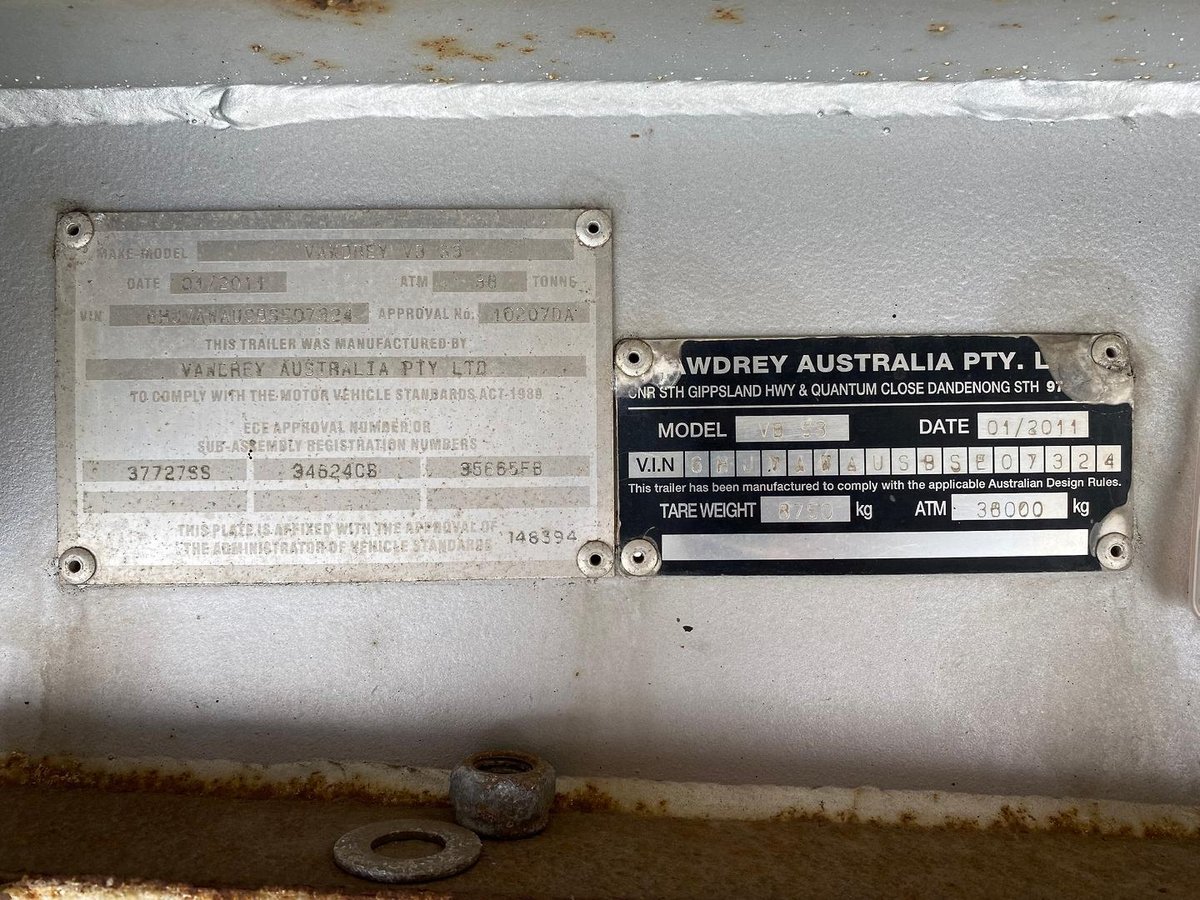 MAKE-MODEL VAWDREY VB S3
DATE 01/2011 ATM 38 TONNE
VIN 6HJVAWAUSBSE07324 APPROVAL No. 10207DA
THIS TRAILER WAS MANUFACTURED BY
VAWDREY AUSTRALIA PTY LTD
TO COMPLY WITH THE MOTOR VEHICLE STANDARDS ACT 1989
ECE APPROVAL NUMBER OR
SUB-ASSEMBLY REGISTRATION NUMBERS
37727SS 34624CB 35665FB
THIS PLATE IS AFFIXED WITH THE APPROVAL OF
THE ADMINISTRATOR OF VEHICLE STANDARDS 148394
AWDREY AUSTRALIA PTY. L
CNR STH GIPPSLAND HWY & QUANTUM CLOSE DANDENONG STH 97
MODEL VB S3 DATE 01/2011
V.I.N 6HJVAWAUSBSE07324
This trailer has been manufactured to comply with the applicable Australian Design Rules.
TARE WEIGHT kg ATM 38000 kg